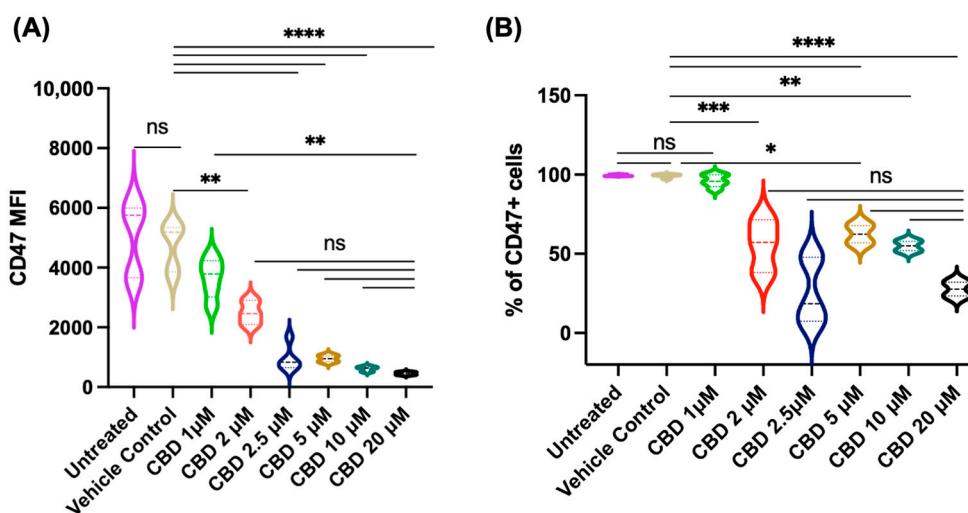 (A)
****
ns
**
**
ns
10,000
8000
6000
4000
2000
0
CD47 MFI
Untreated
Vehicle Control
CBD 1µM
CBD 2 µM
CBD 2.5 µM
CBD 5 µM
CBD 10 µM
CBD 20 µM
(B)
****
**
***
ns
*
ns
150
100
50
0
% of CD47+ cells
Untreated
Vehicle Control
CBD 1µM
CBD 2 µM
CBD 2.5µM
CBD 5 µM
CBD 10 µM
CBD 20 µM